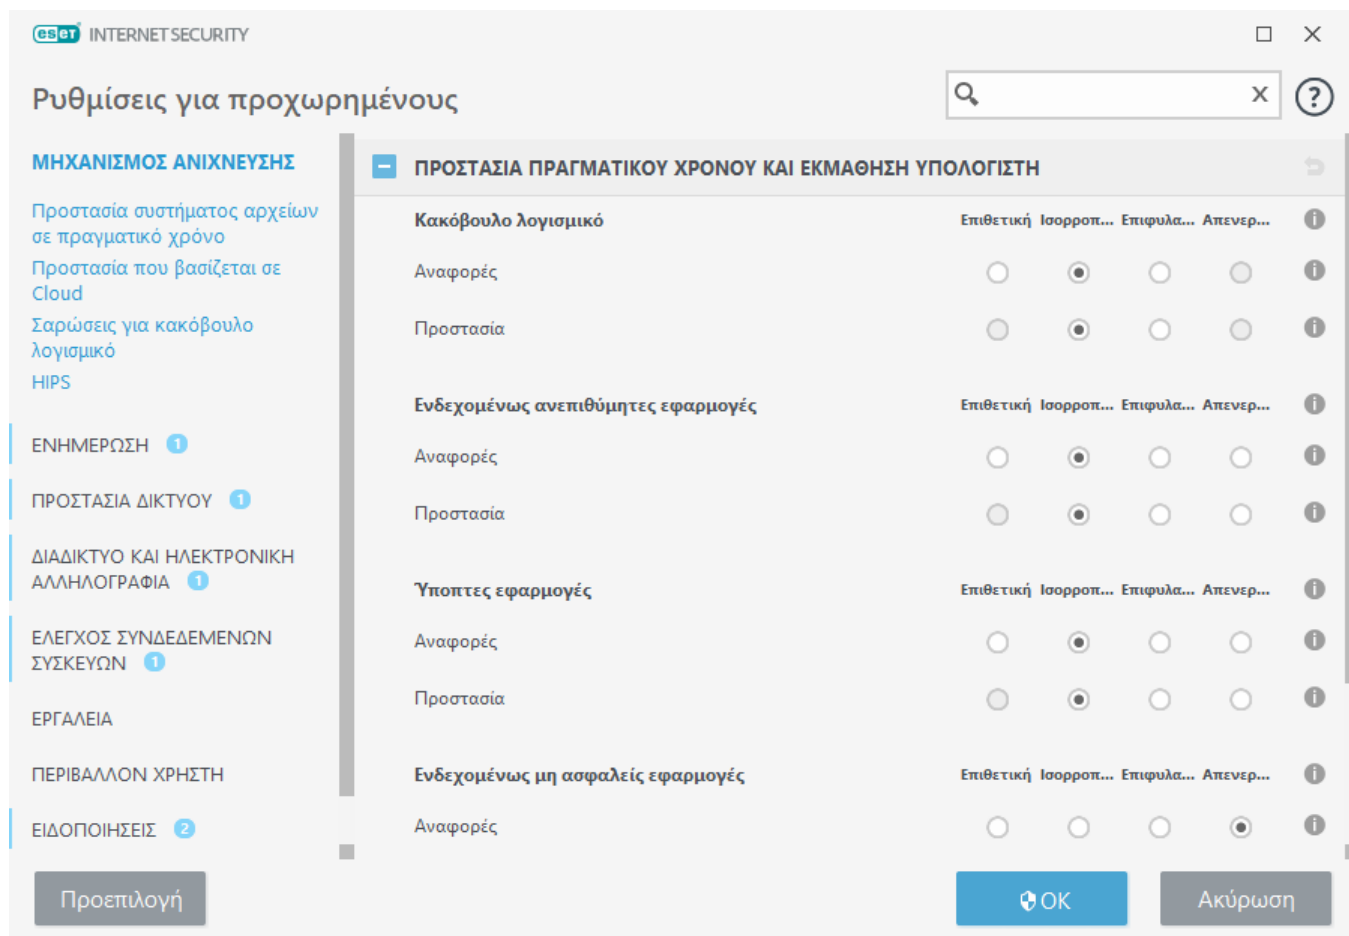 eset INTERNET SECURITY
Ρυθμίσεις για προχωρημένους
x
?
ΜΗΧΑΝΙΣΜΟΣ ΑΝΙΧΝΕΥΣΗΣ
Προστασία συστήματος αρχείων
σε πραγματικό χρόνο
Προστασία που βασίζεται σε
Cloud
Σαρώσεις για κακόβουλο
λογισμικό
HIPS
ΕΝΗΜΕΡΩΣΗ 1
ΠΡΟΣΤΑΣΙΑ ΔΙΚΤΥΟΥ 1
ΔΙΑΔΙΚΤΥΟ ΚΑΙ ΗΛΕΚΤΡΟΝΙΚΗ
ΑΛΛΗΛΟΓΡΑΦΙΑ 1
ΕΛΕΓΧΟΣ ΣΥΝΔΕΔΕΜΕΝΩΝ
ΣΥΣΚΕΥΩΝ 1
ΕΡΓΑΛΕΙΑ
ΠΕΡΙΒΑΛΛΟΝ ΧΡΗΣΤΗ
ΕΙΔΟΠΟΙΗΣΕΙΣ 2
ΠΡΟΣΤΑΣΙΑ ΠΡΑΓΜΑΤΙΚΟΥ ΧΡΟΝΟΥ ΚΑΙ ΕΚΜΑΘΗΣΗ ΥΠΟΛΟΓΙΣΤΗ
Κακόβουλο λογισμικό Επιθετική Ισορροπ... Επιφυλα... Απενερ...
Αναφορές
Προστασία
Ενδεχομένως ανεπιθύμητες εφαρμογές Επιθετική Ισορροπ... Επιφυλα... Απενερ...
Αναφορές
Προστασία
Ύποπτες εφαρμογές Επιθετική Ισορροπ... Επιφυλα... Απενερ...
Αναφορές
Προστασία
Ενδεχομένως μη ασφαλείς εφαρμογές Επιθετική Ισορροπ... Επιφυλα... Απενερ...
Αναφορές
Προεπιλογή
OK
Ακύρωση